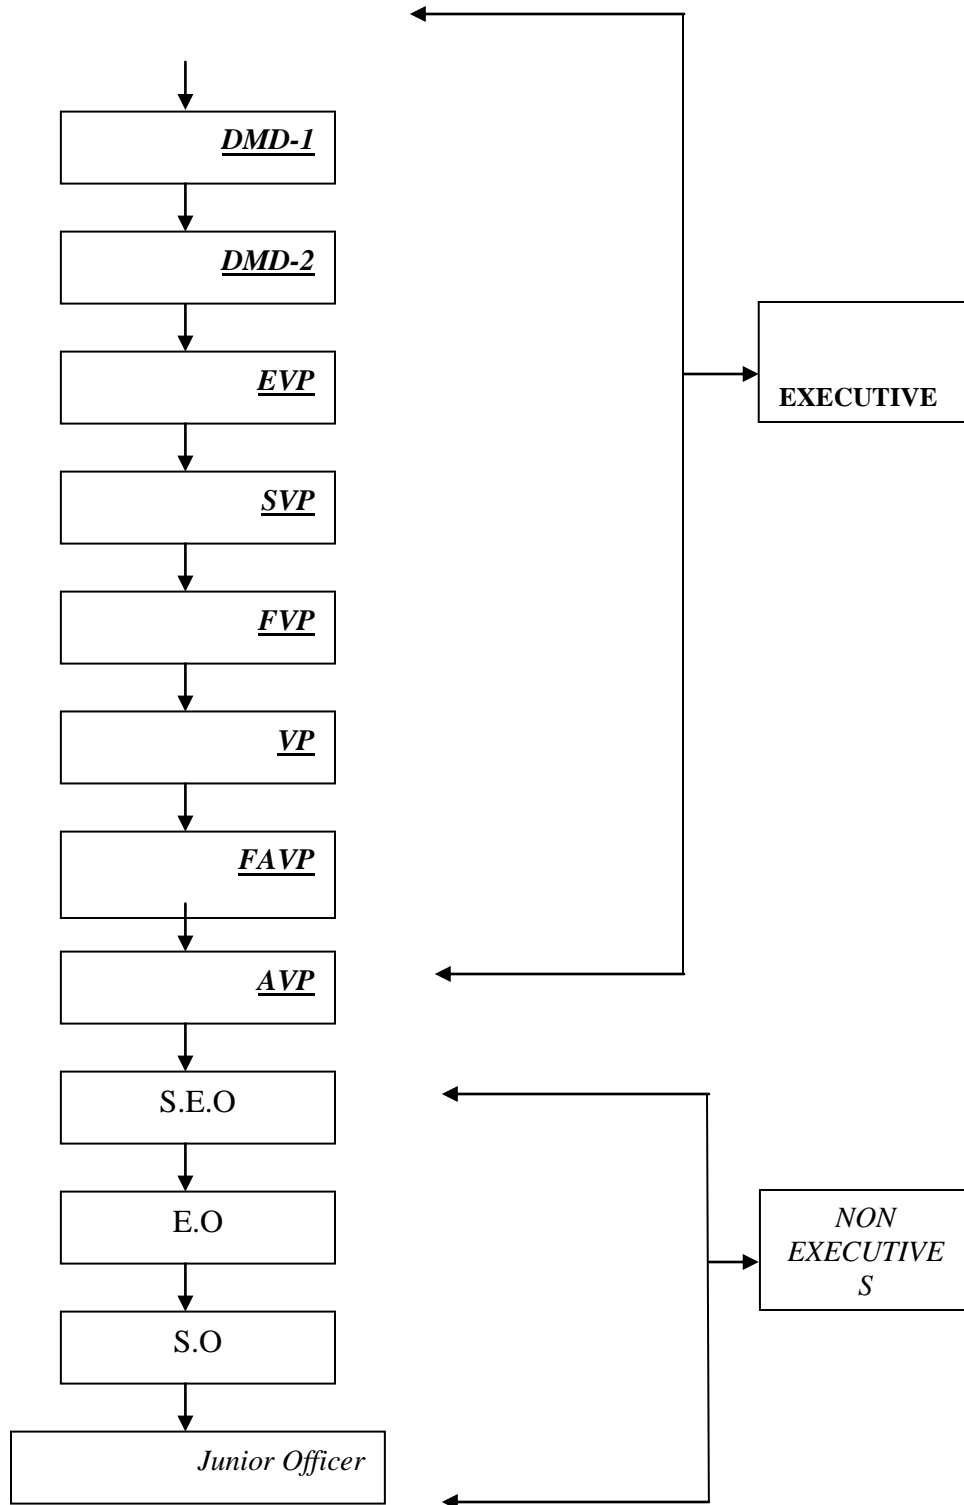 DMD-1
DMD-2
EVP
EXECUTIVE
SVP
FVP
VP
FAVP
AVP
S.E.O
E.O
NON
EXECUTIVE
S
S.O
Junior Officer